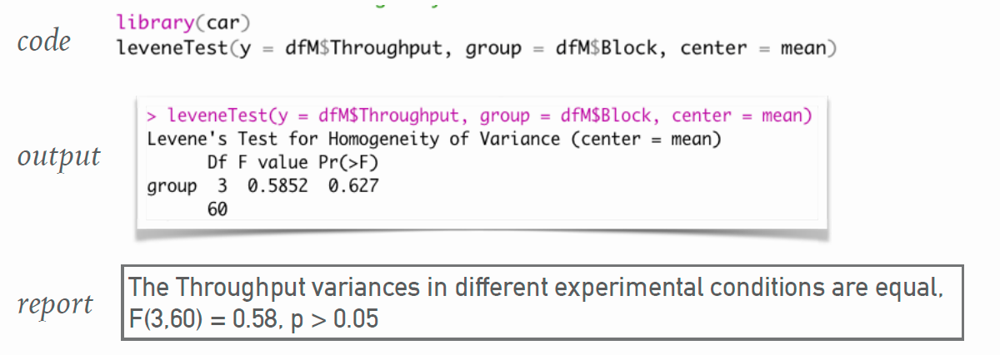 code
library(car)
leveneTest(y = dfM$Throughput, group = dfM$Block, center = mean)
output
> leveneTest(y = dfM$Throughput, group = dfM$Block, center = mean)
Levene's Test for Homogeneity of Variance (center = mean)
Df F value Pr(>F)
group 3 0.5852 0.627
60
report
The Throughput variances in different experimental conditions are equal,
F(3,60) = 0.58, p > 0.05